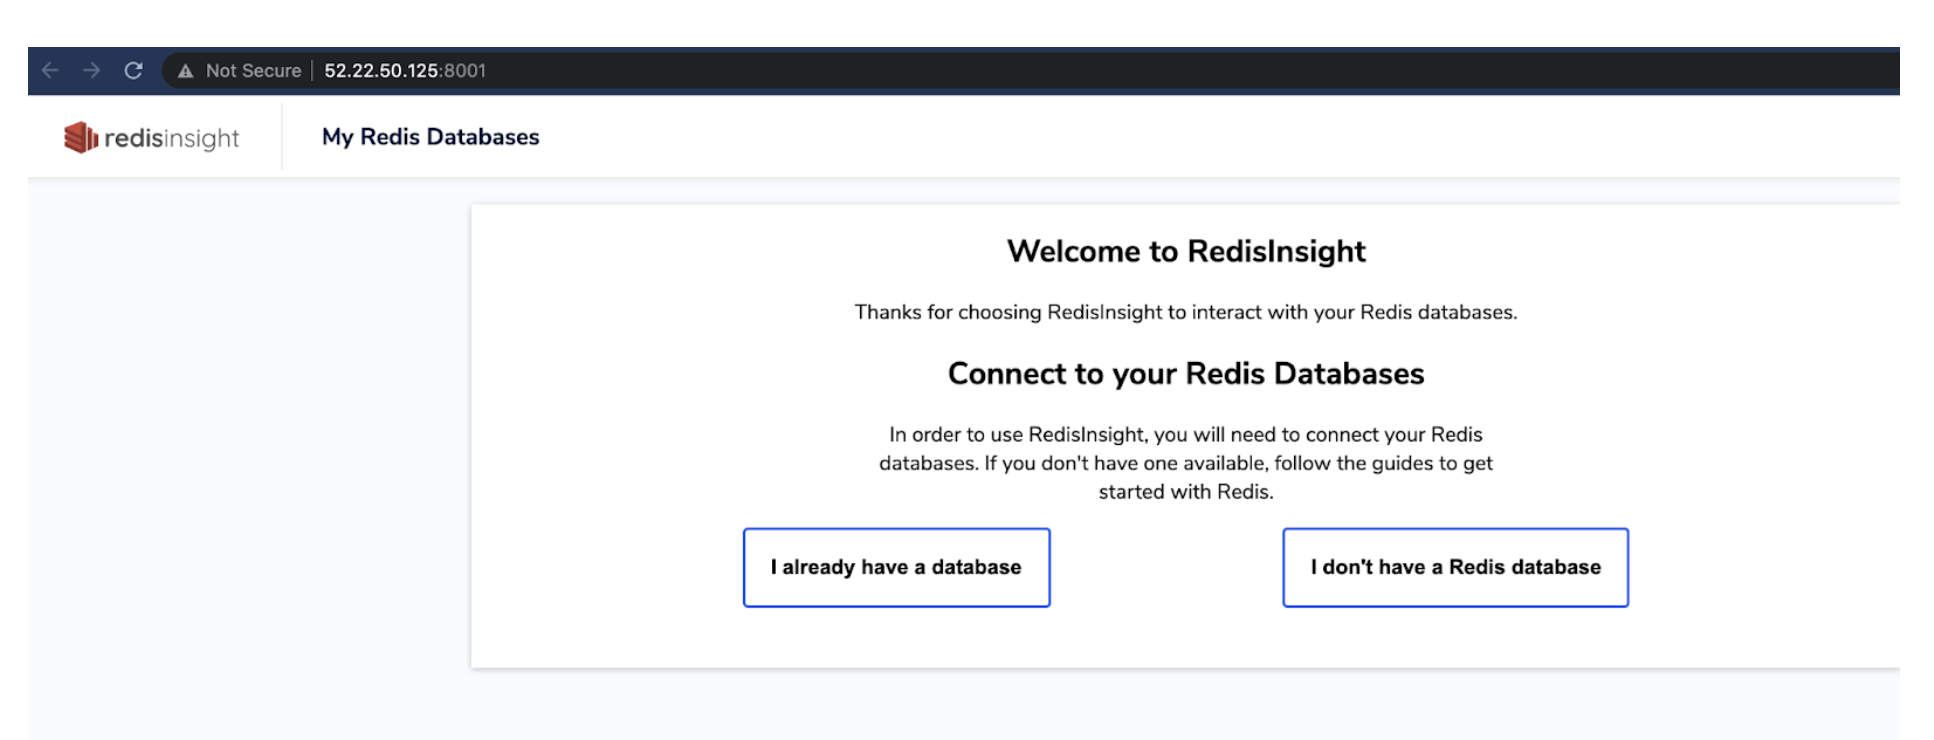 Not Secure | 52.22.50.125:8001
redisinsight
My Redis Databases
Welcome to RedisInsight
Thanks for choosing RedisInsight to interact with your Redis databases.
Connect to your Redis Databases
In order to use RedisInsight, you will need to connect your Redis
databases. If you don't have one available, follow the guides to get
started with Redis.
I already have a database
I don't have a Redis database